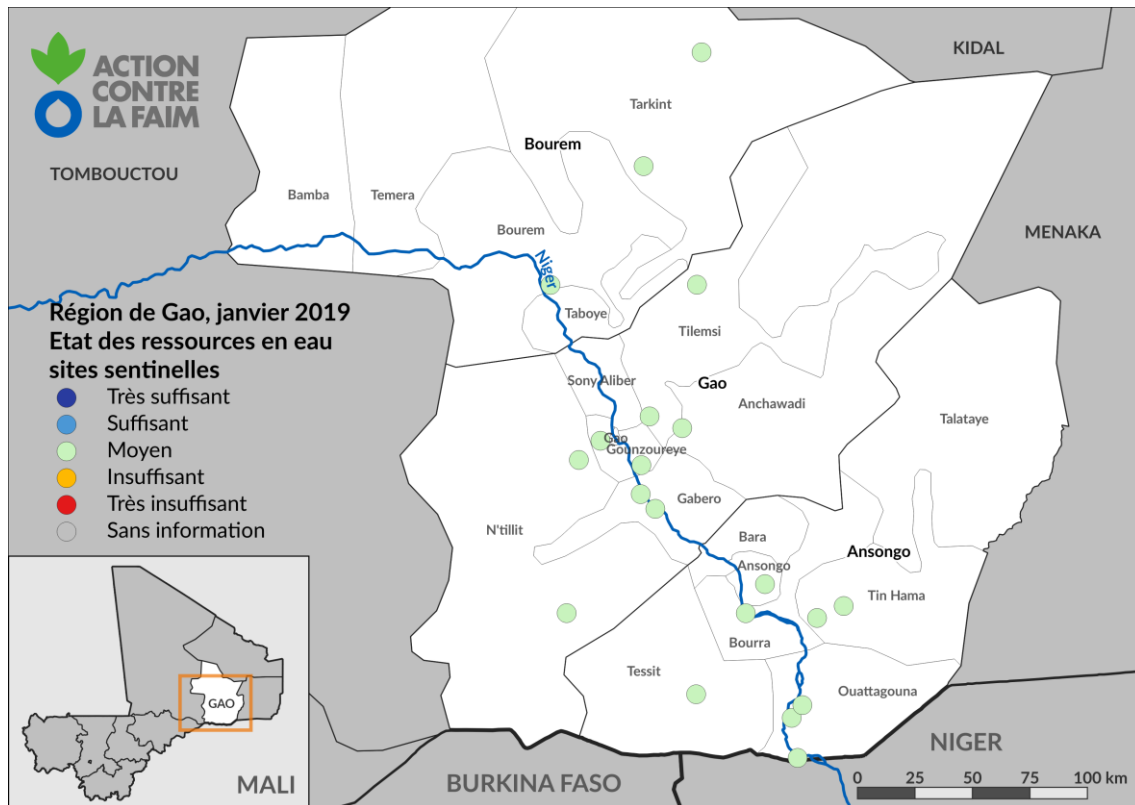 ACTION
CONTRE
LA FAIM
KIDAL
TOMBOUCTOU
MENAKA
Tarkint
Bourem
Bamba
Temera
Bourem
Niger
Taboye
Tilemsi
Région de Gao, janvier 2019
Etat des ressources en eau
sites sentinelles
Très suffisant
Suffisant
Moyen
Insuffisant
Très insuffisant
Sans information
Sony Aliber
Gao
Anchawadi
Talataye
Gao
Gounzoureye
Gabero
N'tillit
Bara
Ansongo
Ansongo
Tin Hama
Bourra
Tessit
Ouattagouna
GAO
MALI
BURKINA FASO
NIGER
0 25 50 75 100 km